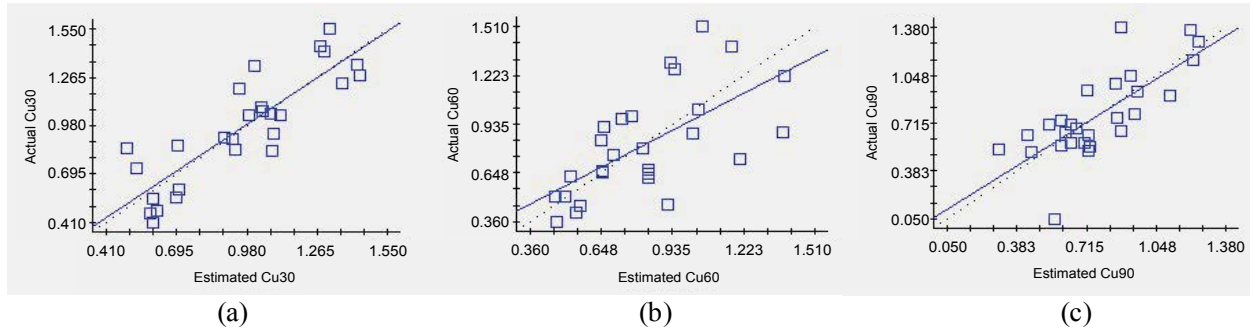 Actual Cu30
1.550
1.265
0.980
0.695
0.410
0.410 0.695 0.980 1.265 1.550
Estimated Cu30
(a)
Actual Cu60
1.510
1.223
0.935
0.648
0.360
0.360 0.648 0.935 1.223 1.510
Estimated Cu60
(b)
Actual Cu90
1.380
1.048
0.715
0.383
0.050
0.050 0.383 0.715 1.048 1.380
Estimated Cu90
(c)